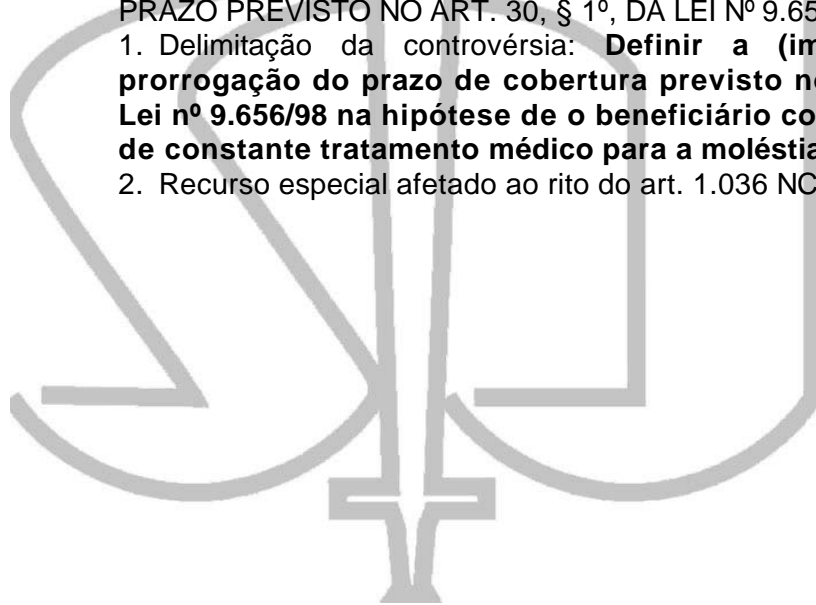 PRAZO PREVISTO NO ART. 30, § 1º, DA LEI Nº 9.65
1. Delimitação da controvérsia: Definir a (im
prorrogação do prazo de cobertura previsto n
Lei nº 9.656/98 na hipótese de o beneficiário co
de constante tratamento médico para a moléstia
2. Recurso especial afetado ao rito do art. 1.036 NC